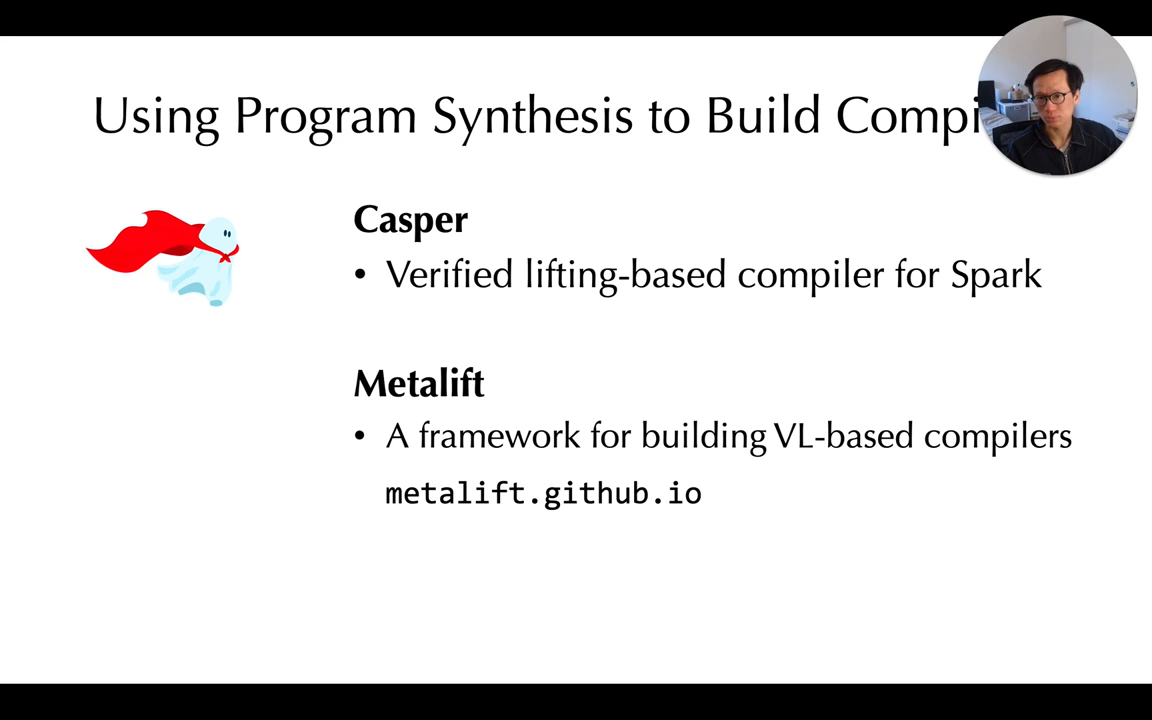 Using Program Synthesis to Build Compi
Casper
• Verified lifting-based compiler for Spark
Metalift
• A framework for building VL-based compilers
metalift.github.io